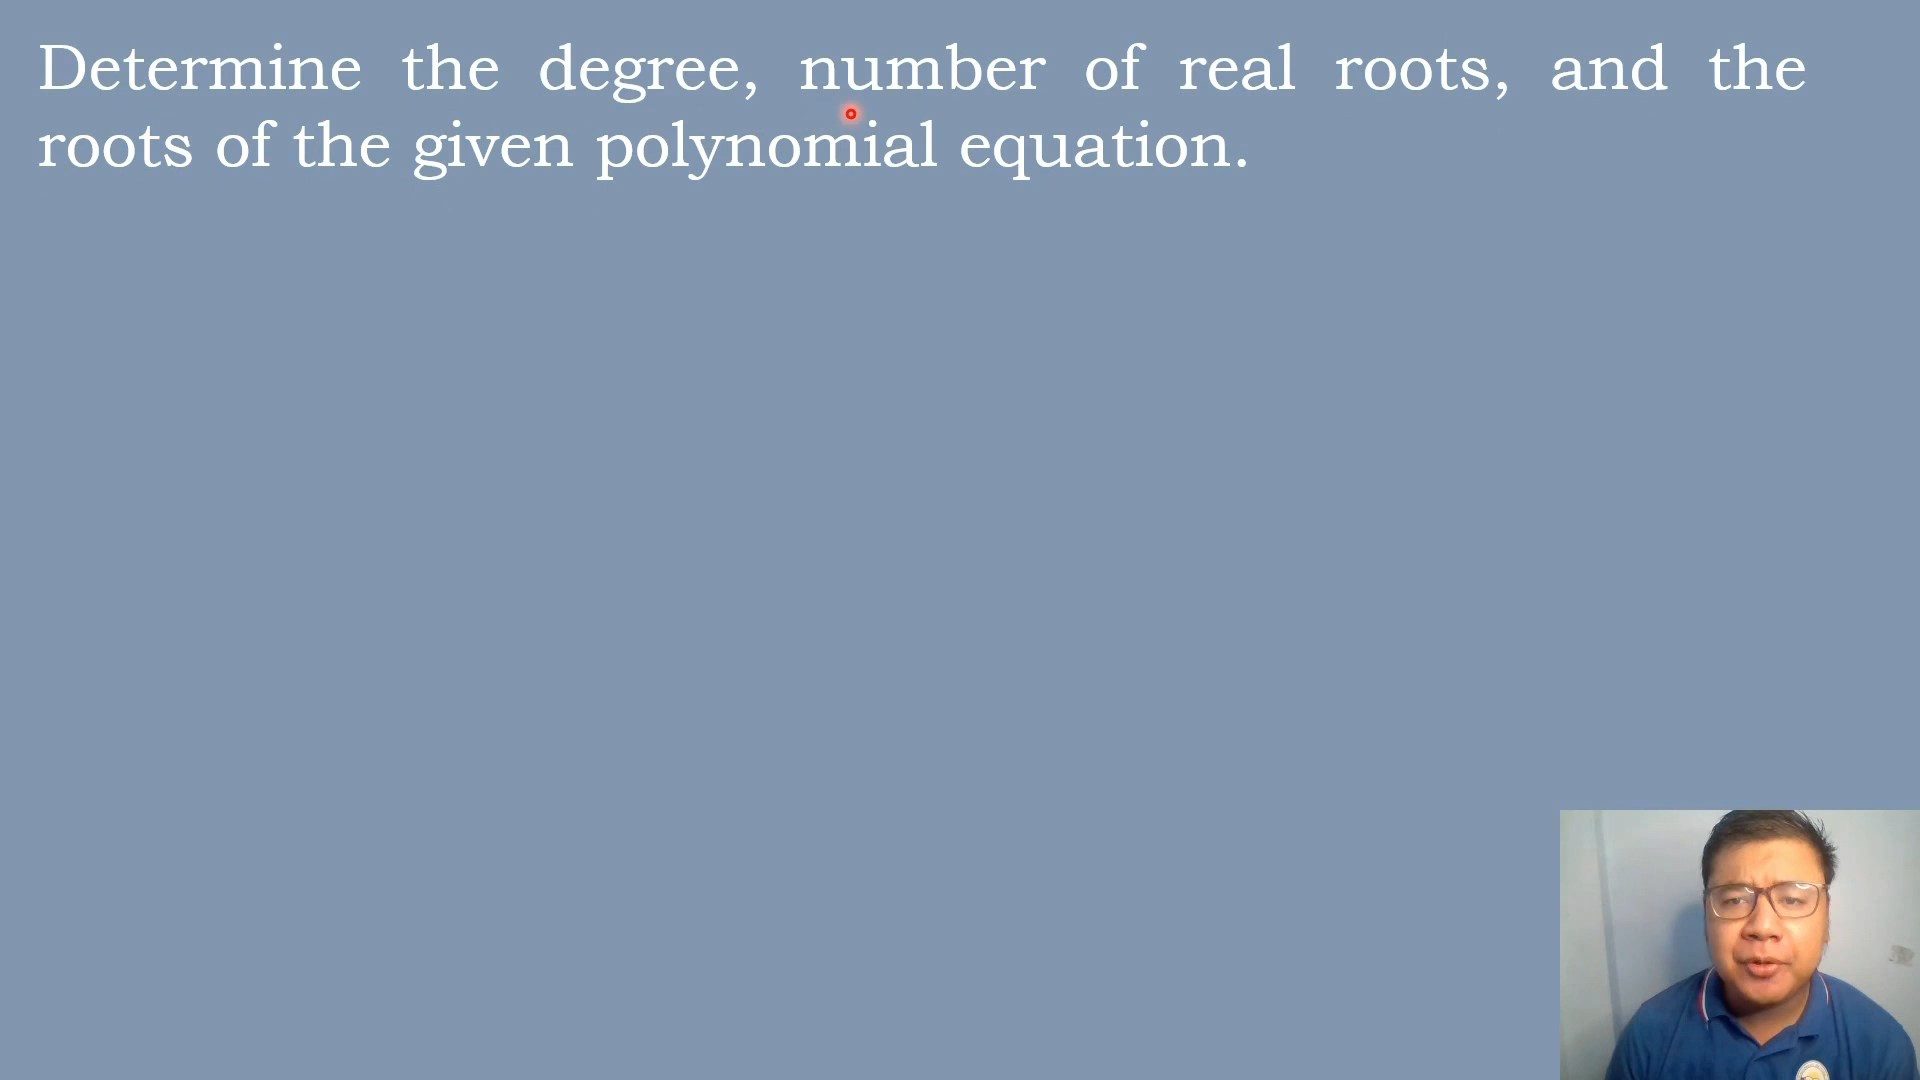 Determine the degree, number of real roots, and the
roots of the given polynomial equation.